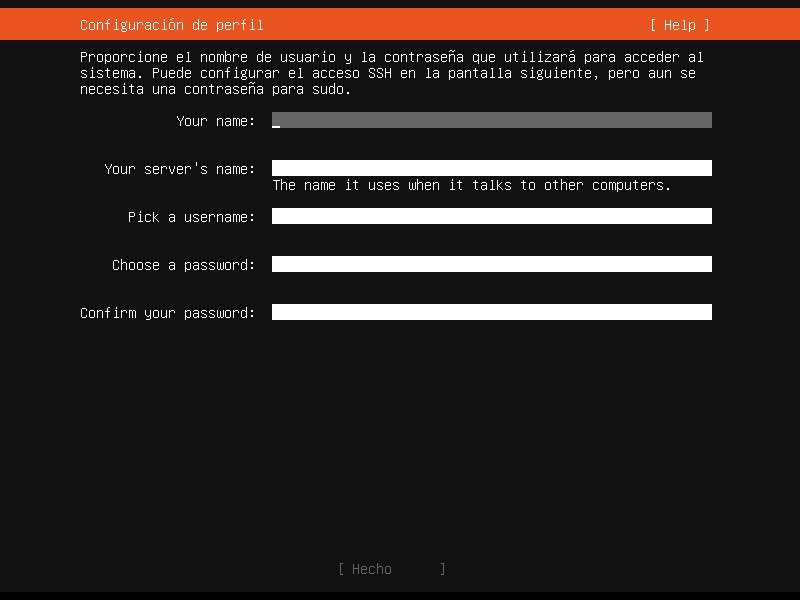 Configuración de perfil [ Help ]
Proporcione el nombre de usuario y la contraseña que utilizará para acceder al
sistema. Puede configurar el acceso SSH en la pantalla siguiente, pero aun se
necesita una contraseña para sudo.
Your name:
Your server's name:
The name it uses when it talks to other computers.
Pick a username:
Choose a password:
Confirm your password:
[ Hecho ]